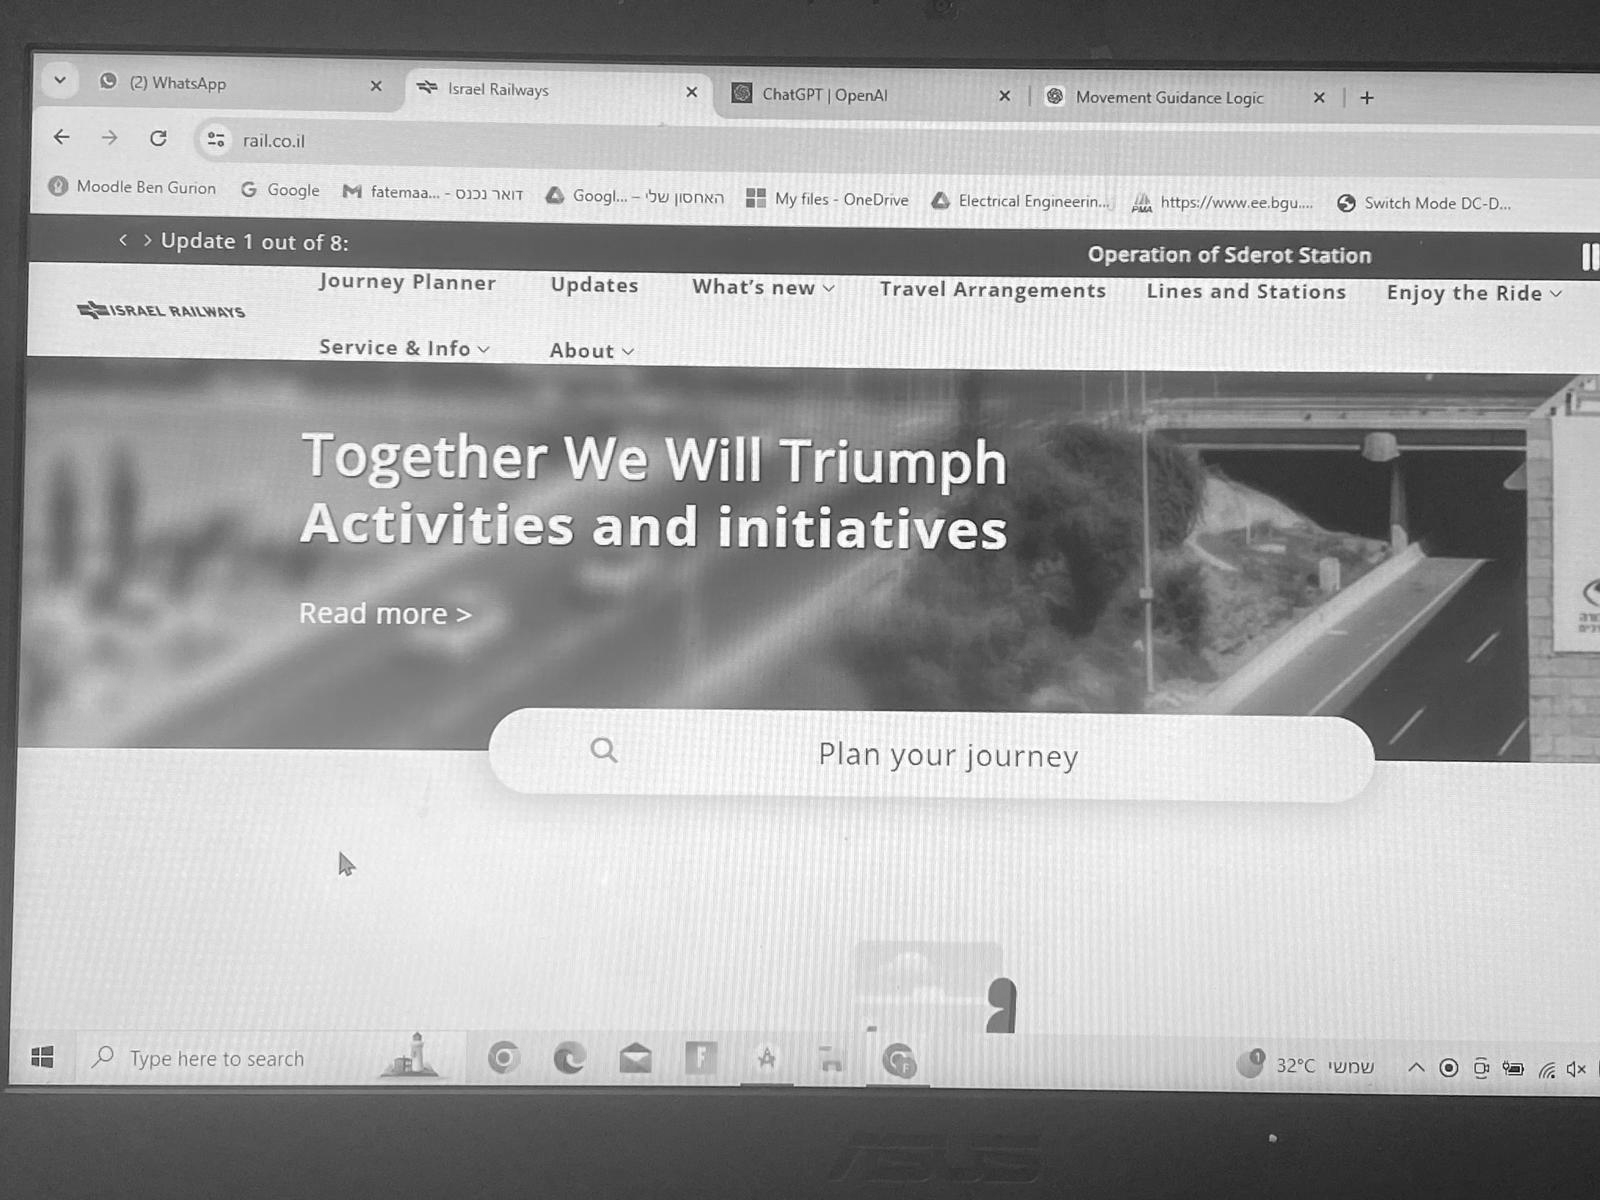 (2) WhatsApp
Israel Railways
ChatGPT | OpenAI
Movement Guidance Logic
rail.co.il
Moodle Ben Gurion
Google
fatemaa... - דואר נכנס
Googl... – האחסון שלי
My files - OneDrive
Electrical Engineerin...
PMA
https://www.ee.bgu....
Switch Mode DC-D...
Update 1 out of 8:
Operation of Sderot Station
ISRAEL RAILWAYS
Journey Planner
Updates
What's new
Travel Arrangements
Lines and Stations
Enjoy the Ride
Service & Info
About
Together We Will Triumph
Activities and initiatives
Read more >
Plan your journey
Type here to search
F
F
1
32°C שמשי
ASUS